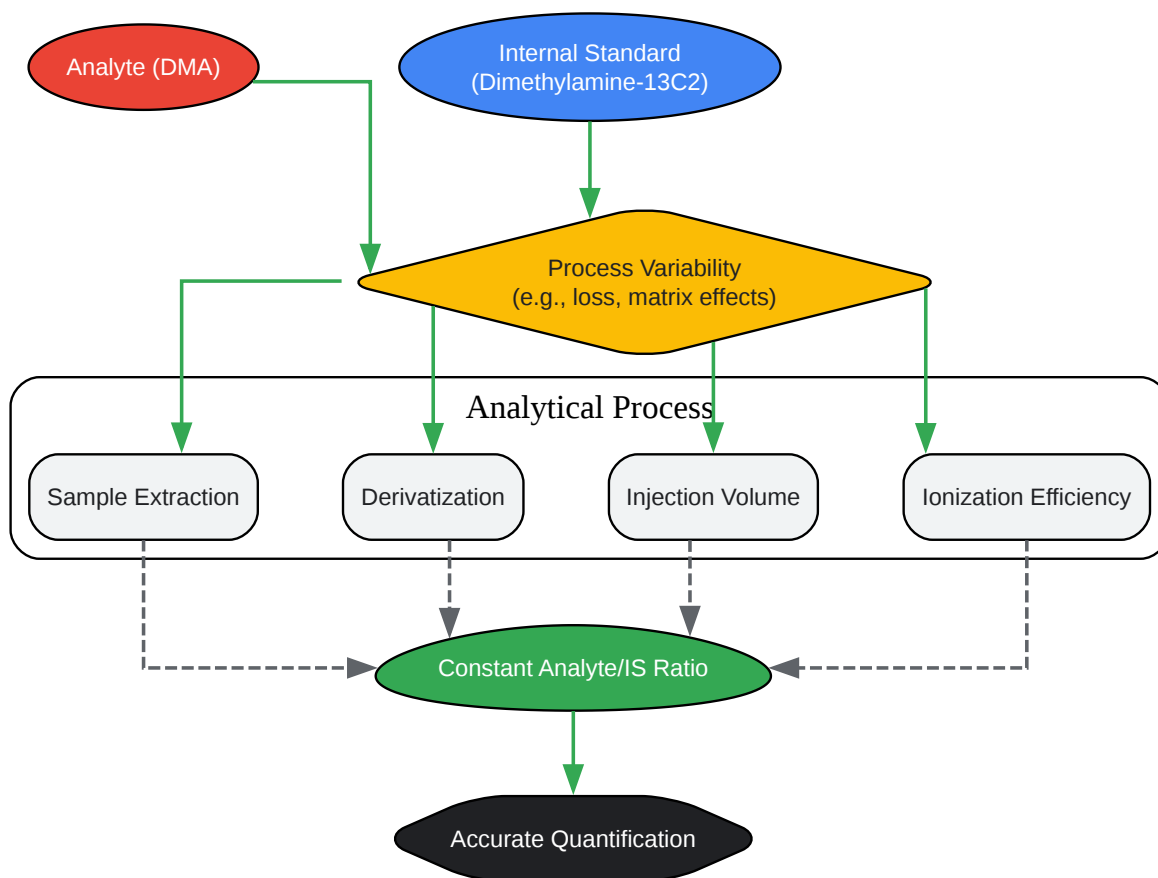 Analyte (DMA)
Internal Standard
(Dimethylamine-13C2)
Process Variability
(e.g., loss, matrix effects)
Analytical Process
Sample Extraction
Derivatization
Injection Volume
Ionization Efficiency
Constant Analyte/IS Ratio
Accurate Quantification